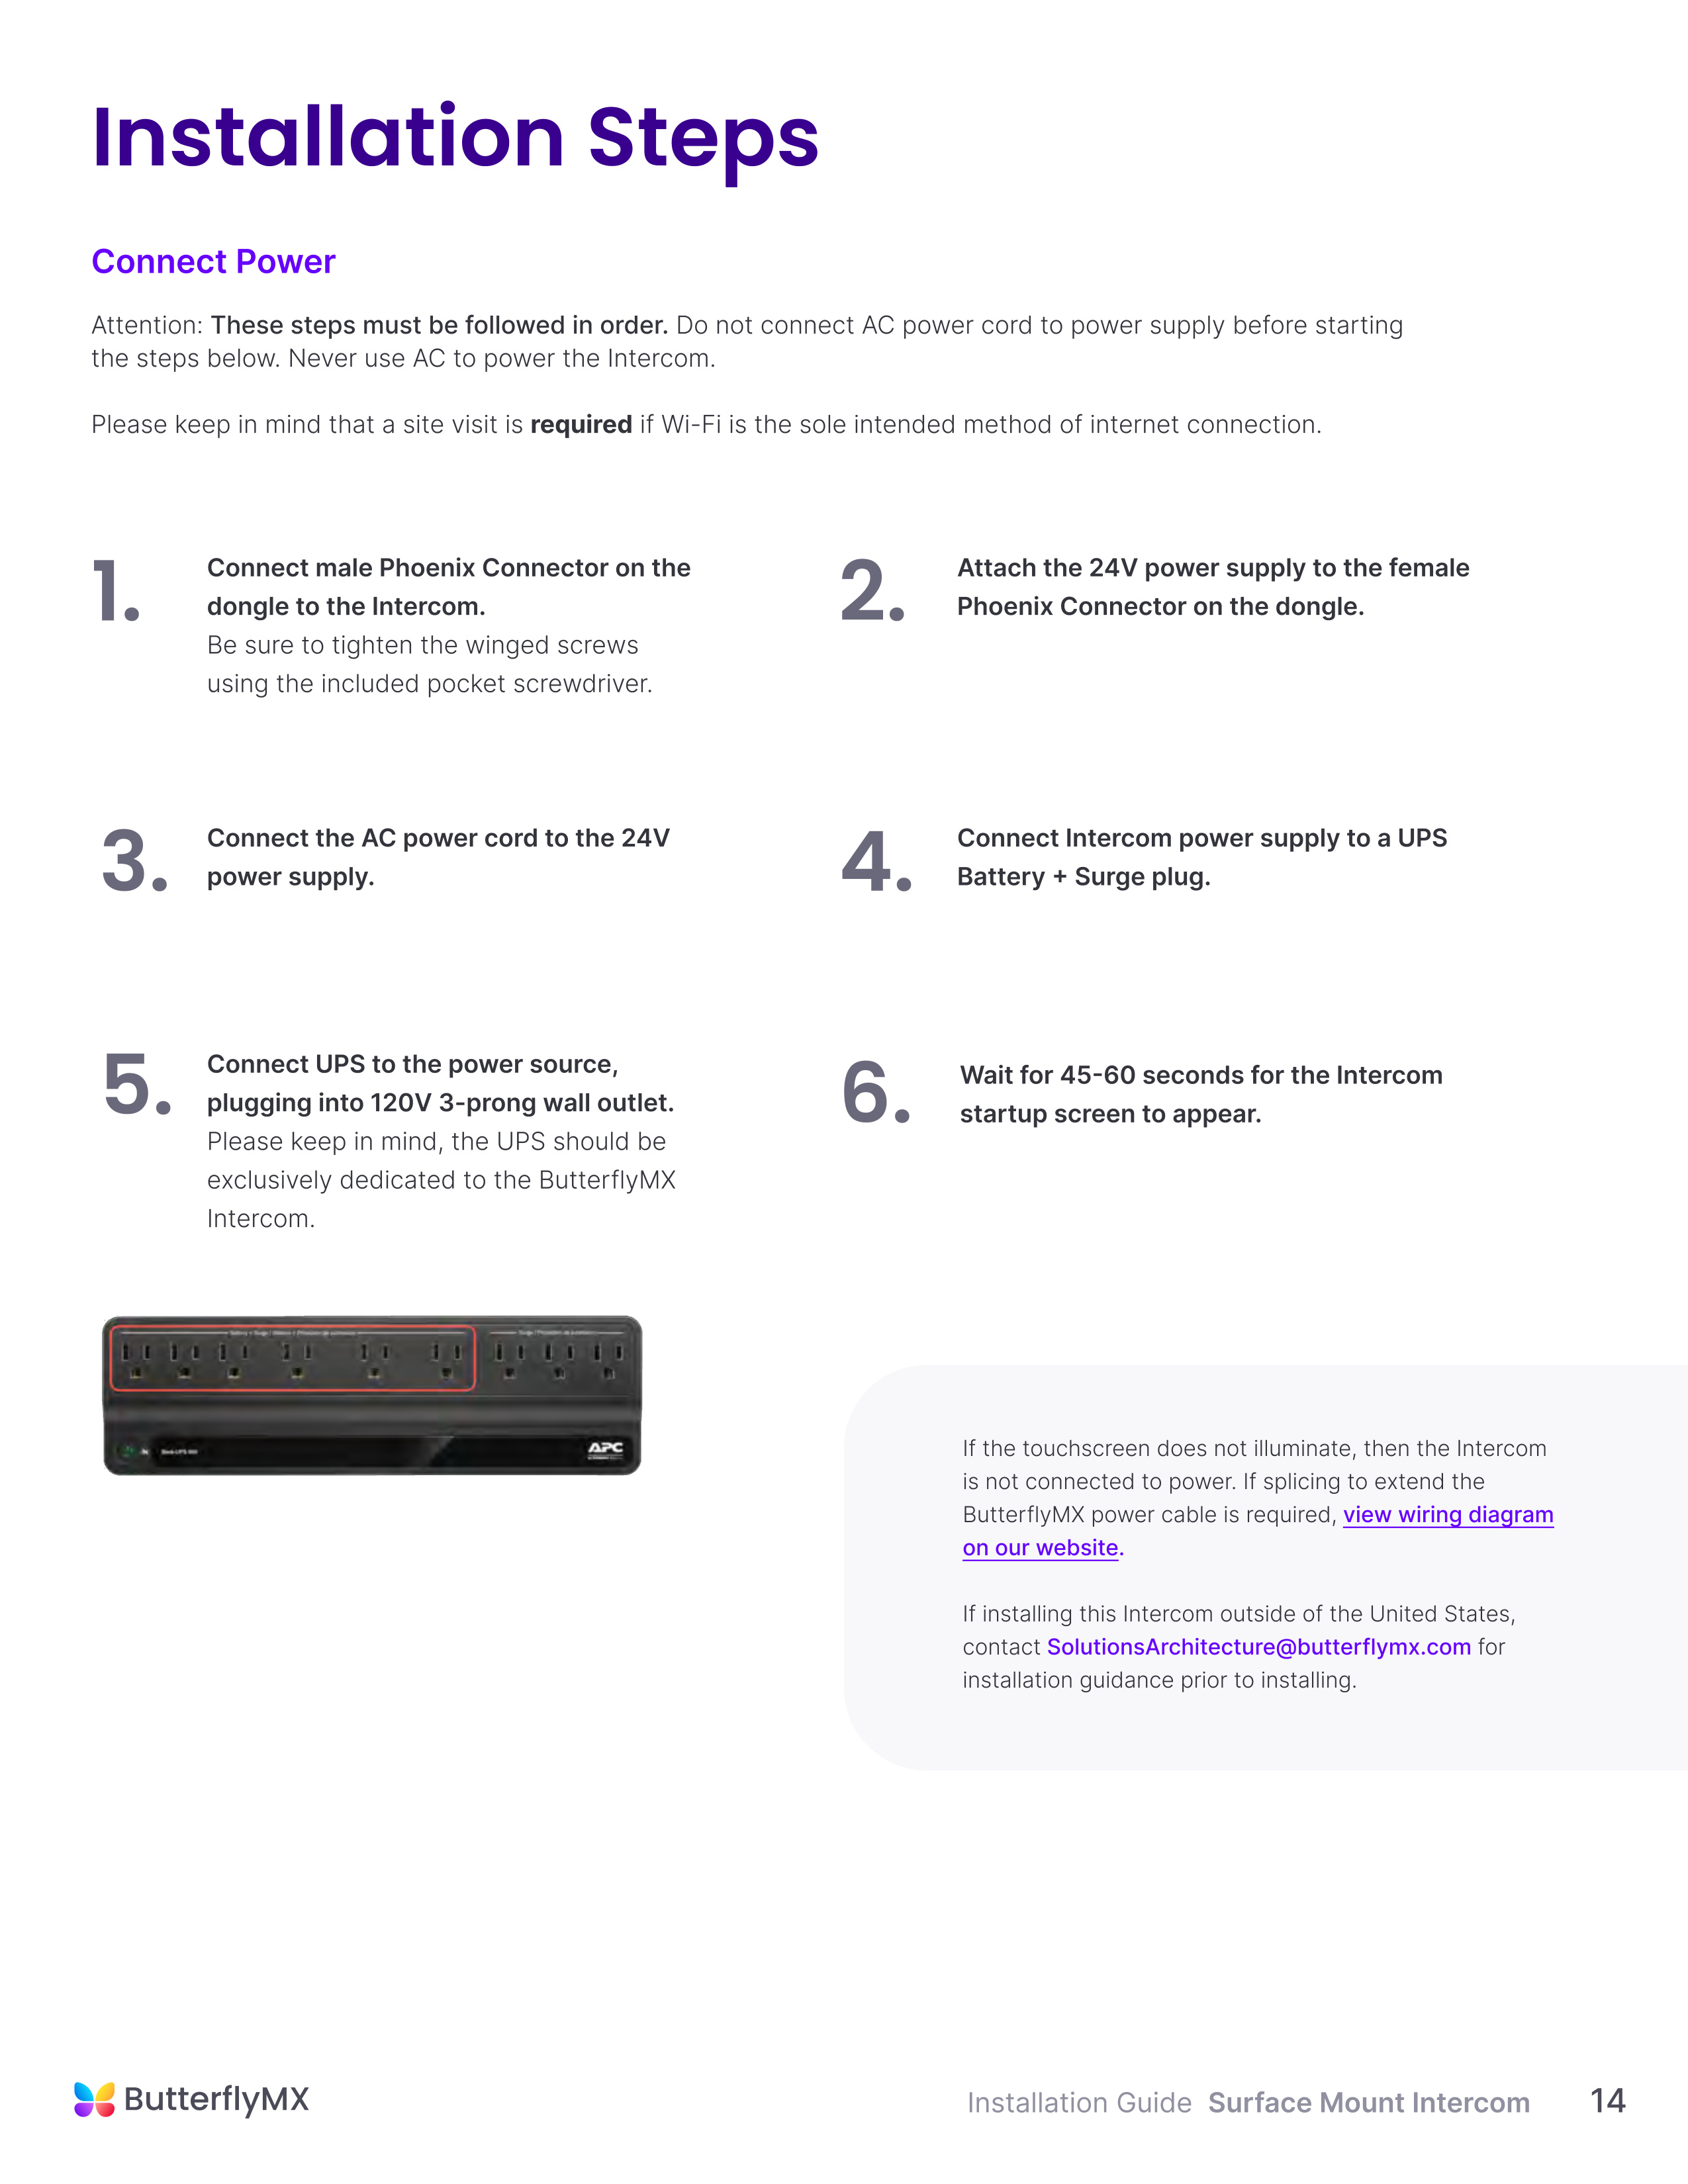 Installation Steps
Connect Power
Attention: These steps must be followed in order. Do not connect AC power cord to power supply before starting
the steps below. Never use AC to power the Intercom.
Please keep in mind that a site visit is required if Wi-Fi is the sole intended method of internet connection.
1.
Connect male Phoenix Connector on the
dongle to the Intercom.
Be sure to tighten the winged screws
using the included pocket screwdriver.
2.
Attach the 24V power supply to the female
Phoenix Connector on the dongle.
3.
Connect the AC power cord to the 24V
power supply.
4.
Connect Intercom power supply to a UPS
Battery + Surge plug.
5.
Connect UPS to the power source,
plugging into 120V 3-prong wall outlet.
Please keep in mind, the UPS should be
exclusively dedicated to the ButterflyMX
Intercom.
6.
Wait for 45-60 seconds for the Intercom
startup screen to appear.
APC
If the touchscreen does not illuminate, then the Intercom
is not connected to power. If splicing to extend the
ButterflyMX power cable is required, view wiring diagram
on our website.
If installing this Intercom outside of the United States,
contact SolutionsArchitecture@butterflymx.com for
installation guidance prior to installing.
ButterflyMX
Installation Guide Surface Mount Intercom 14